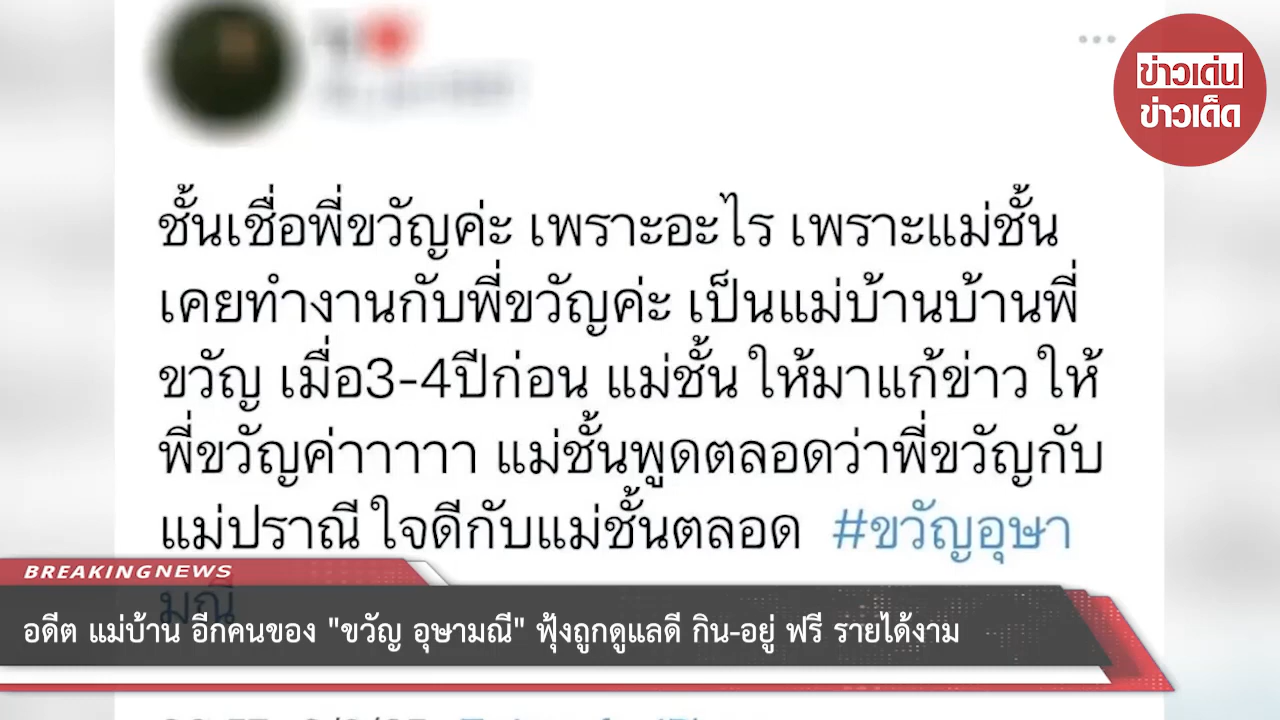 ข่าวเด่น
ข่าวเด็ด
ชั้นเชื่อพี่ขวัญค่ะ เพราะอะไร เพราะแม่ชั้น
เคยทำงานกับพี่ขวัญค่ะ เป็นแม่บ้านบ้านพี่
ขวัญ เมื่อ3-4ปีก่อน แม่ชั้น ให้มาแก้ข่าว ให้
พี่ขวัญค่าาาาา แม่ชั้นพูดตลอดว่าพี่ขวัญกับ
แม่ปราณี ใจดีกับแม่ชั้นตลอด #ขวัญอุษา
มณี
BREAKINGNEWS
อดีต แม่บ้าน อีกคนของ "ขวัญ อุษามณี" ฟุ้งถูกดูแลดี กิน-อยู่ ฟรี รายได้งาม